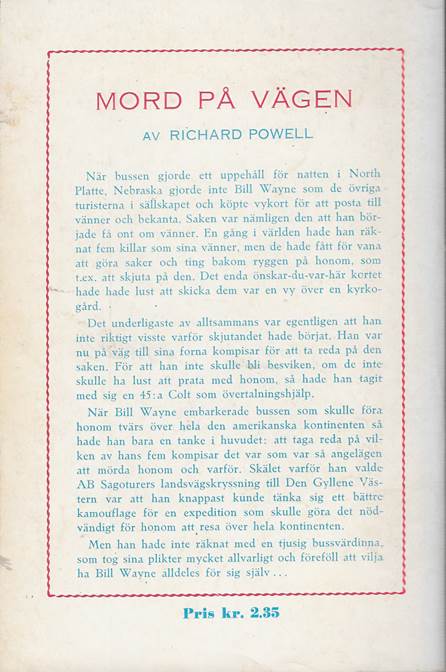 MORD PÅ VÄGEN
AV RICHARD POWELL
När bussen gjorde ett uppehåll för natten i North
Platte, Nebraska gjorde inte Bill Wayne som de övriga
turisterna i sällskapet och köpte vykort för att posta till
vänner och bekanta. Saken var nämligen den att han bör-
jade få ont om vänner. En gång i världen hade han räk-
nat fem killar som sina vänner, men de hade fått för vana
att göra saker och ting bakom ryggen på honom, som
t.ex. att skjuta på den. Det enda önskar-du-var-här kortet
hade hade lust att skicka dem var en vy över en kyrko-
gård.
Det underligaste av alltsammans var egentligen att han
inte riktigt visste varför skjutandet hade börjat. Han var
nu på väg till sina forna kompisar för att ta reda på den
saken. För att han inte skulle bli besviken, om de inte
skulle ha lust att prata med honom, så hade han tagit
med sig en 45:a Colt som övertalningshjälp.
När Bill Wayne embarkerade bussen som skulle föra
honom tvärs över hela den amerikanska kontinenten så
hade han bara en tanke i huvudet: att taga reda på vil-
ken av hans fem kompisar det var som var så angelägen
att mörda honom och varför. Skälet varför han valde
AB Sagoturers landsvägskryssning till Den Gyllene Väs-
tern var att han knappast kunde tänka sig ett bättre
kamouflage för en expedition som skulle göra det nöd-
vändigt för honom att resa över hela kontinenten.
Men han hade inte räknat med en tjusig bussvärdinna,
som tog sina plikter mycket allvarligt och föreföll att vilja
ha Bill Wayne alldeles för sig själv...
Pris kr. 2.35